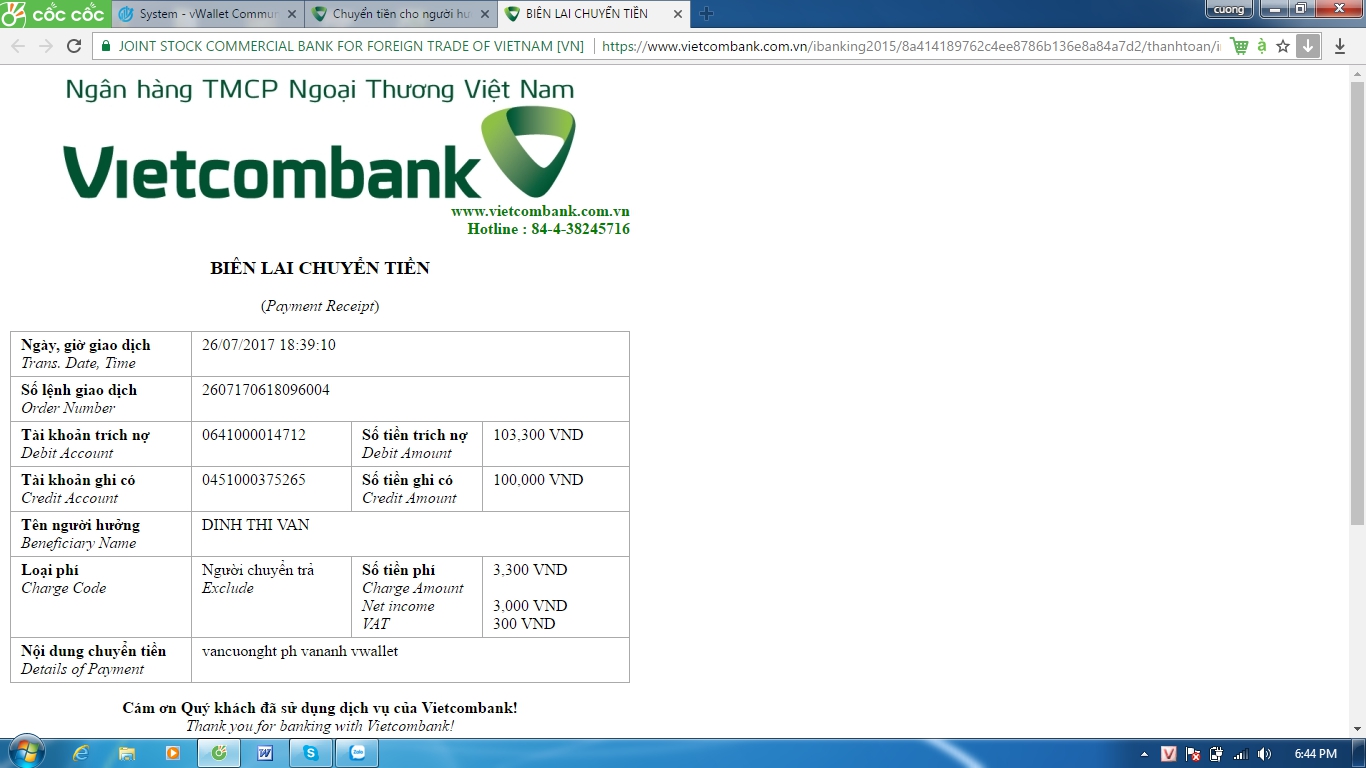 cốc cốc
System - vWallet Commun
Chuyển tiền cho người hu
BIÊN LAI CHUYỂN TIỀN
cuong
JOINT STOCK COMMERCIAL BANK FOR FOREIGN TRADE OF VIETNAM [VN]
https://www.vietcombank.com.vn/ibanking2015/8a414189762c4ee8786b136e8a84a7d2/thanhtoan/i
Ngân hàng TMCP Ngoại Thương Việt Nam
Vietcombank
www.vietcombank.com.vn
Hotline : 84-4-38245716
BIÊN LAI CHUYỂN TIỀN
(Payment Receipt)
Ngày, giờ giao dịch 26/07/2017 18:39:10
Trans. Date, Time
Số lệnh giao dịch 2607170618096004
Order Number
Tài khoản trích nợ 0641000014712 Số tiền trích nợ 103,300 VND
Debit Account Debit Amount
Tài khoản ghi có 0451000375265 Số tiền ghi có 100,000 VND
Credit Account Credit Amount
Tên người hưởng DINH THI VAN
Beneficiary Name
Loại phí Người chuyển trả Số tiền phí 3,300 VND
Charge Code Exclude Charge Amount
Net income 3,000 VND
VAT 300 VND
Nội dung chuyển tiền vancuonght ph vananh vwallet
Details of Payment
Cám ơn Quý khách đã sử dụng dịch vụ của Vietcombank!
Thank you for banking with Vietcombank!
6:44 PM